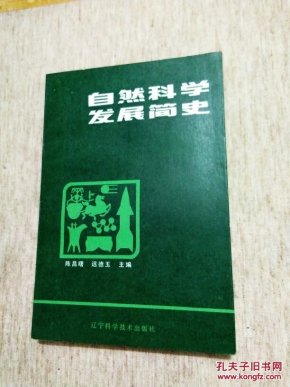 自然科学
发展简史
陈昌曙 远德玉 主编
辽宁科学技术出版社
孔夫子旧书网
www.kongfz.com